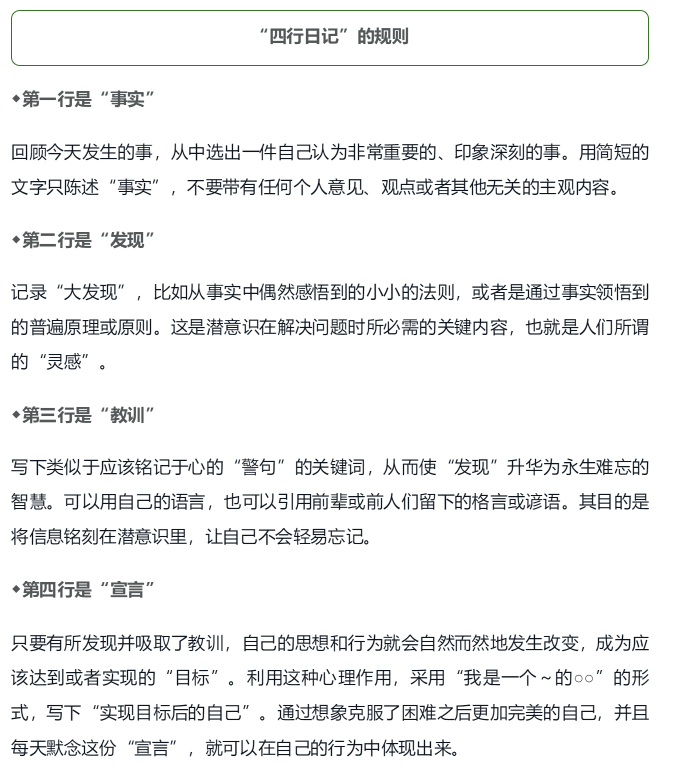 “四行日记”的规则
◆第一行是“事实”
回顾今天发生的事，从中选出一件自己认为非常重要的、印象深刻的事。用简短的
文字只陈述“事实”，不要带有任何个人意见、观点或者其他无关的主观内容。
◆第二行是“发现”
记录“大发现”，比如从事实中偶然感悟到的小小的法则，或者是通过事实领悟到
的普遍原理或原则。这是潜意识在解决问题时所必需的关键内容，也就是人们所谓
的“灵感”。
◆第三行是“教训”
写下类似于应该铭记于心的“警句”的关键词，从而使“发现”升华为永生难忘的
智慧。可以用自己的语言，也可以引用前辈或前人们留下的格言或谚语。其目的是
将信息铭刻在潜意识里，让自己不会轻易忘记。
◆第四行是“宣言”
只要有所发现并吸取了教训，自己的思想和行为就会自然而然地发生改变，成为应
该达到或者实现的“目标”。利用这种心理作用，采用“我是一个～的○○”的形
式，写下“实现目标后的自己”。通过想象克服了困难之后更加完美的自己，并且
每天默念这份“宣言”，就可以在自己的行为中体现出来。